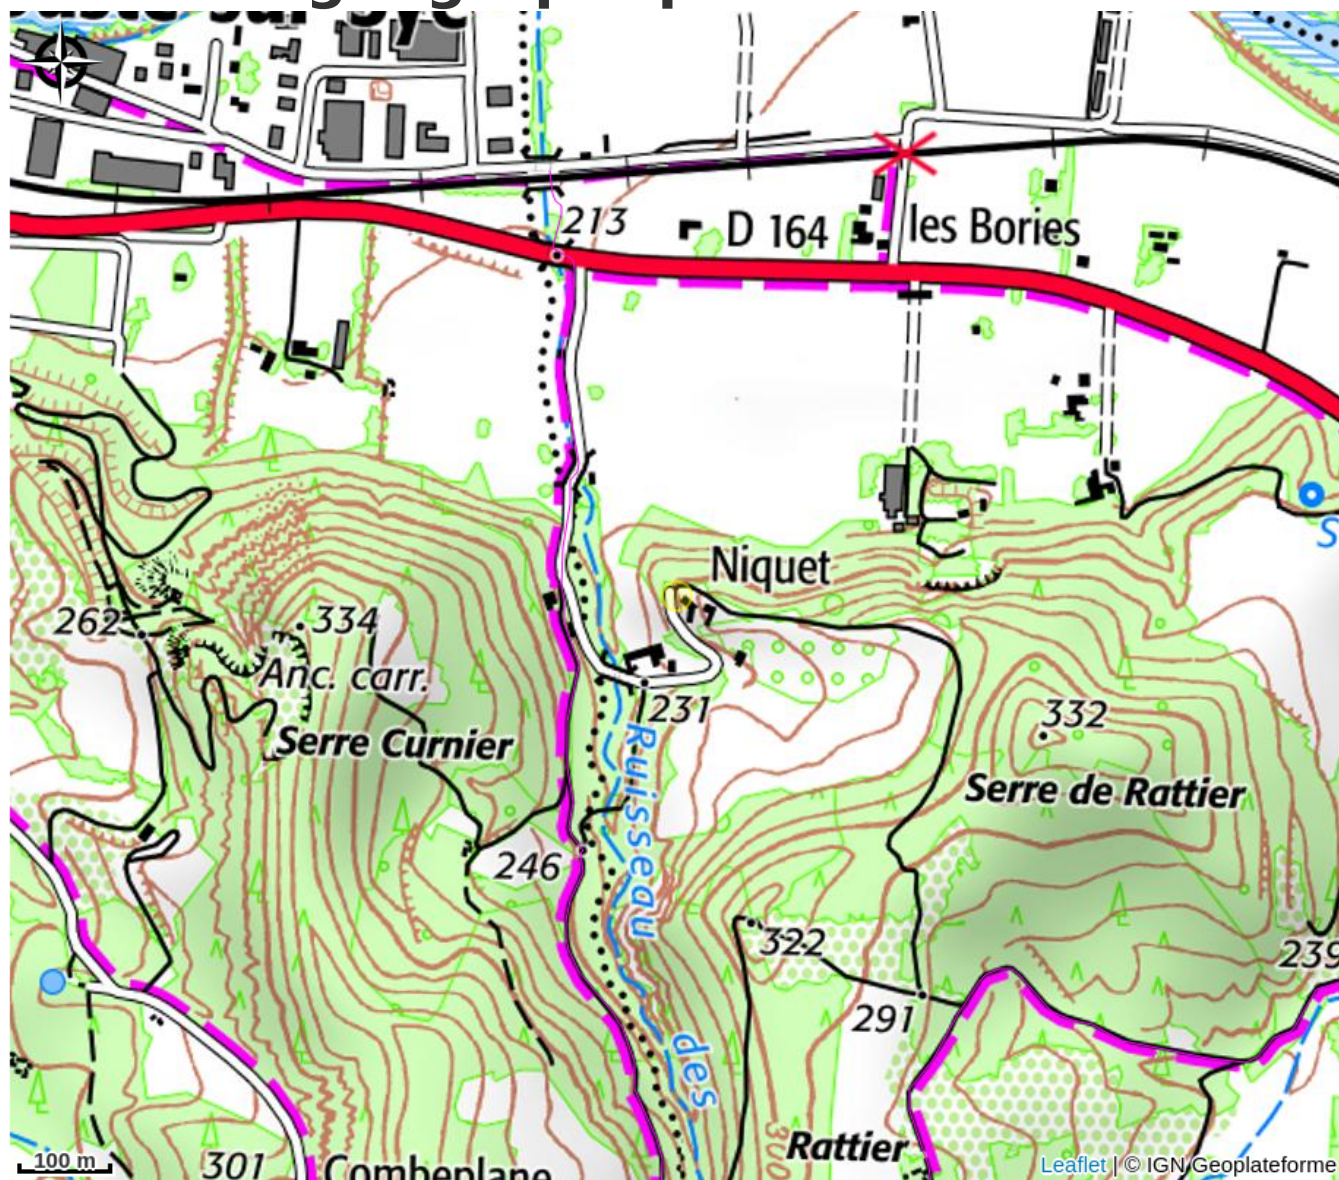 213
D 164
les Bories
Niquet
262
334
Anc. carr.
231
332
Serre Curnier
Serre de Rattier
246
Ruisseau
322
239
291
des
300
Rattier
301
Combeplane
100 m
Leaflet | © IGN Geoplateforme
S